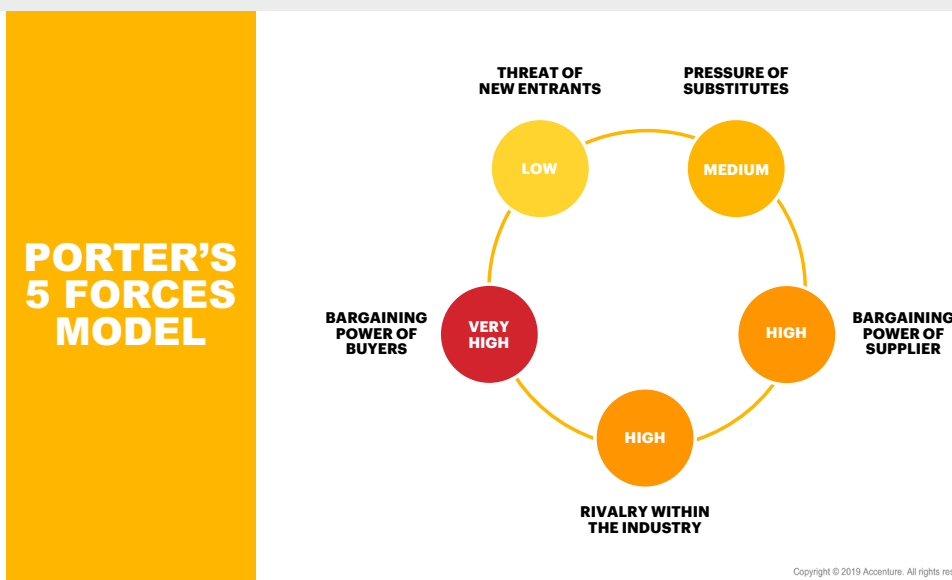 PORTER'S
5 FORCES
MODEL
THREAT OF
NEW ENTRANTS
LOW
PRESSURE OF
SUBSTITUTES
MEDIUM
BARGAINING
POWER OF
BUYERS
VERY
HIGH
HIGH
BARGAINING
POWER OF
SUPPLIER
HIGH
RIVALRY WITHIN
THE INDUSTRY
Copyright © 2019 Accenture. All rights